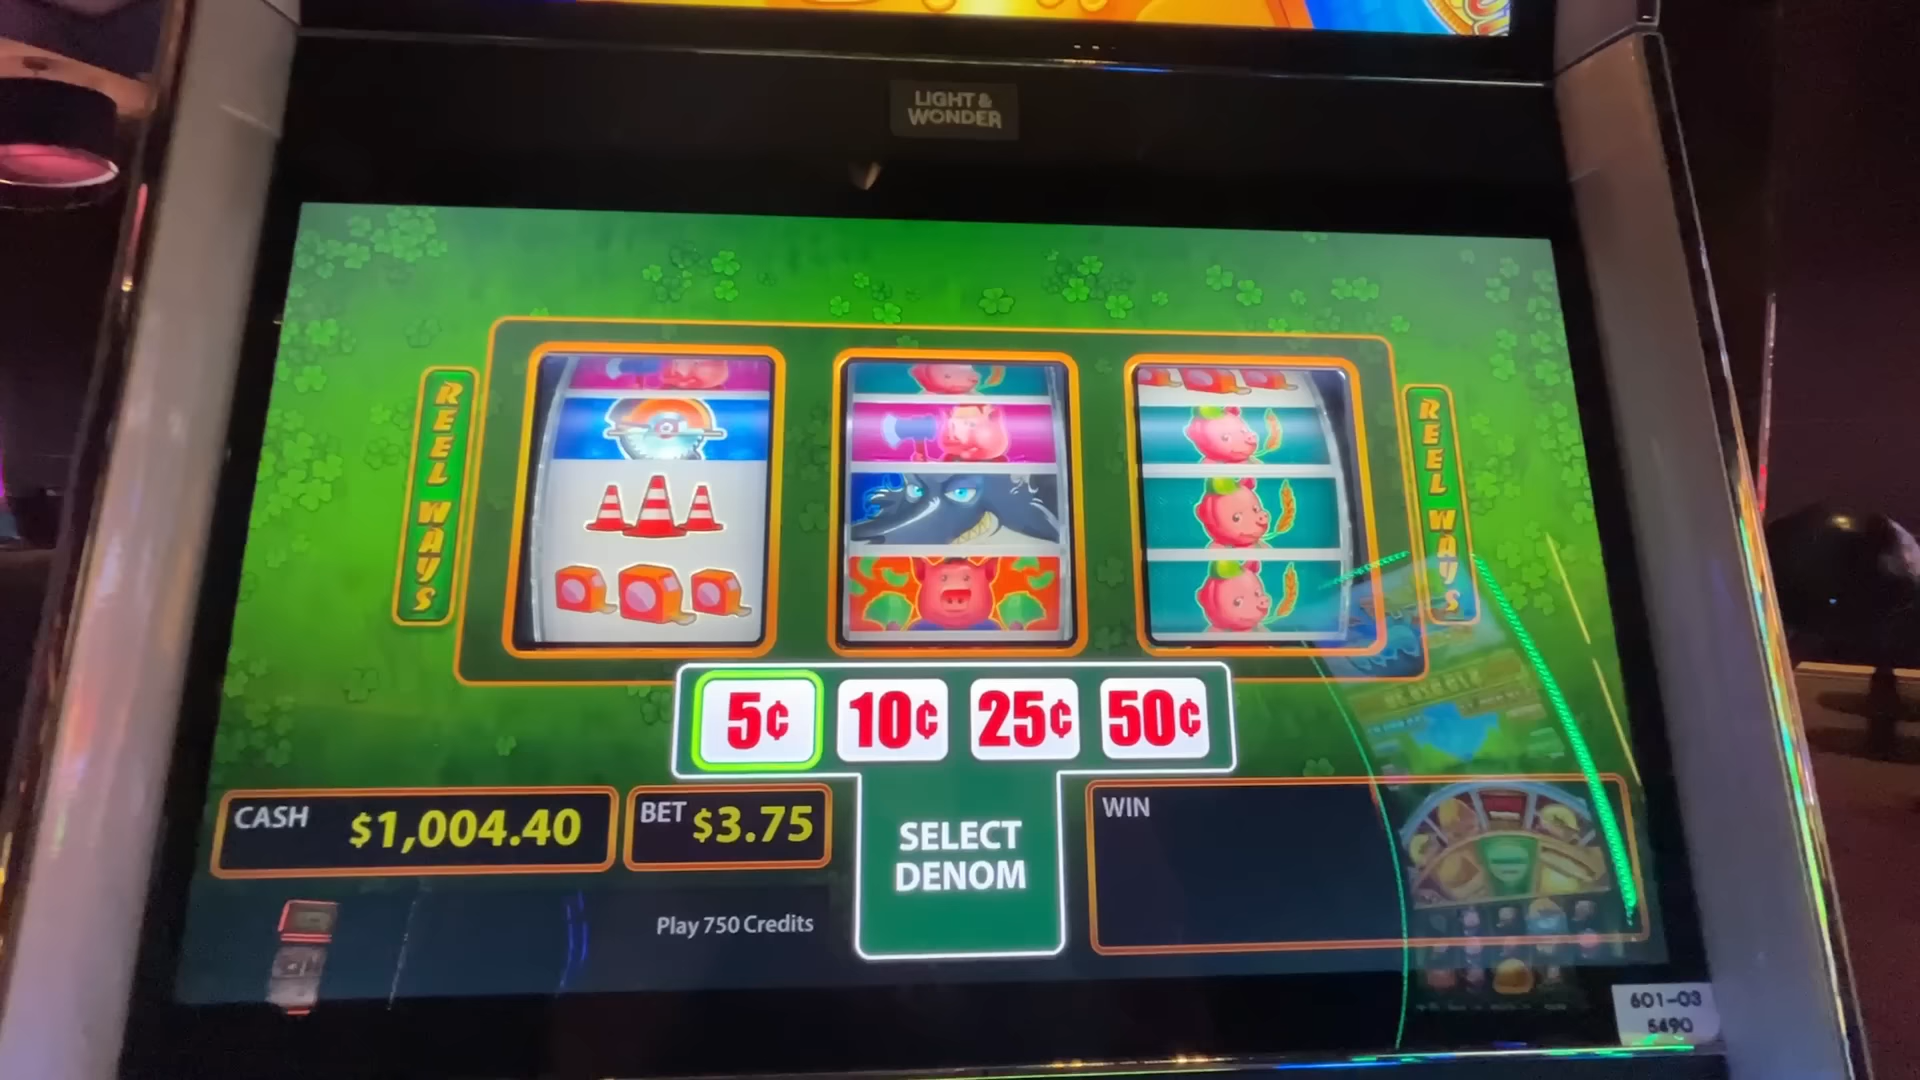 LIGHT &
WONDER
REEL WAYS
REEL WAYS
5¢
10¢
25¢
50¢
CASH
$1,004.40
BET
$3.75
SELECT
DENOM
WIN
Play 750 Credits
601-03
5490